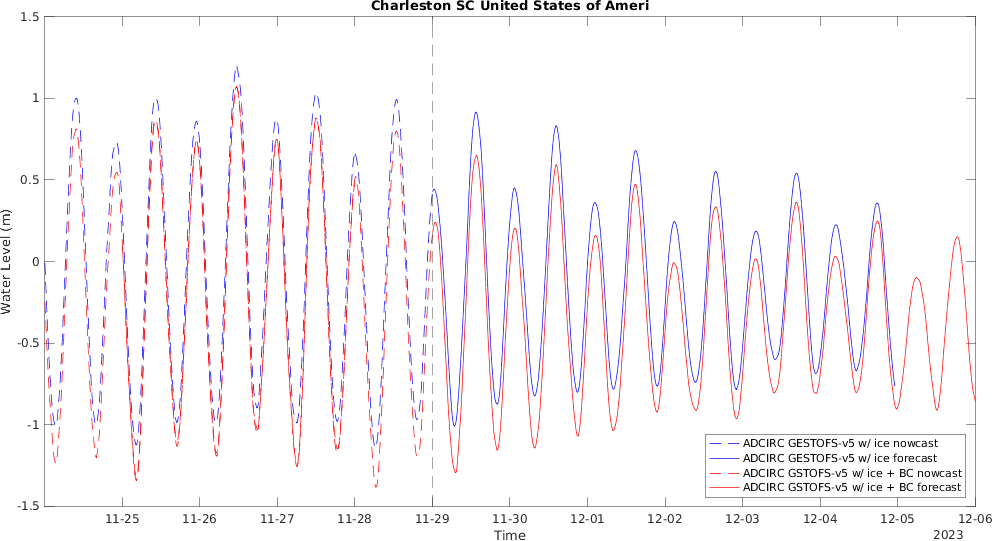 Charleston SC United States of Ameri
1.5
1
0.5
0
-0.5
-1
-1.5
Water Level (m)
11-25 11-26 11-27 11-28 11-29 11-30 12-01 12-02 12-03 12-04 12-05 12-06
Time
2023
ADCIRC GESTOFS-v5 w/ ice nowcast
ADCIRC GESTOFS-v5 w/ ice forecast
ADCIRC GSTOFS-v5 w/ ice + BC nowcast
ADCIRC GSTOFS-v5 w/ ice + BC forecast